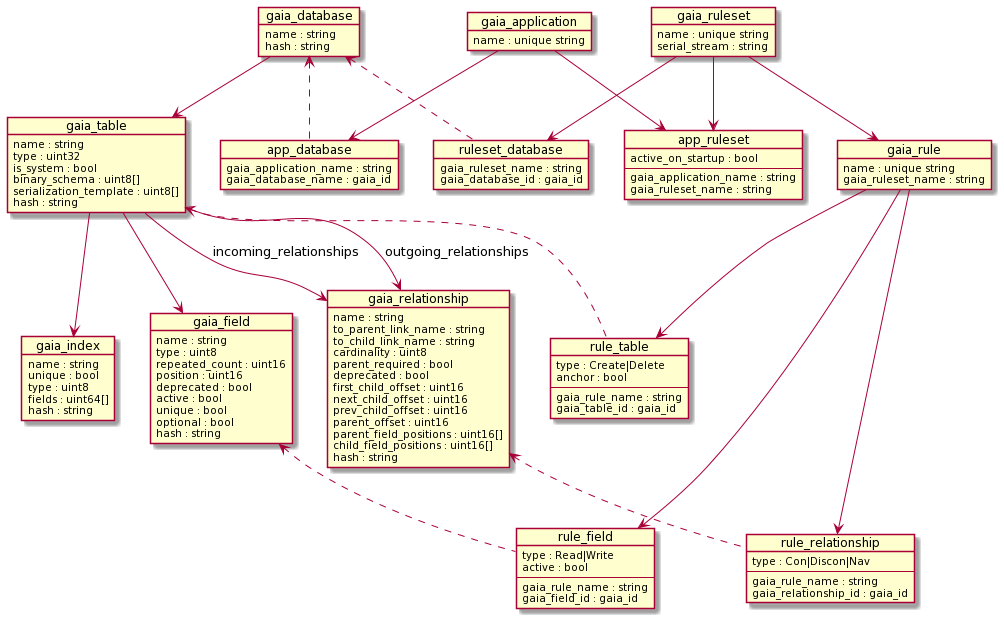 gaia_database
name : string
hash : string
gaia_application
name : unique string
gaia_ruleset
name : unique string
serial_stream : string
gaia_table
name : string
type : uint32
is_system : bool
binary_schema : uint8[]
serialization_template : uint8[]
hash : string
app_database
gaia_application_name : string
gaia_database_name : gaia_id
ruleset_database
gaia_ruleset_name : string
gaia_database_id : gaia_id
app_ruleset
active_on_startup : bool
gaia_application_name : string
gaia_ruleset_name : string
gaia_rule
name : unique string
gaia_ruleset_name : string
incoming_relationships
outgoing_relationships
gaia_index
name : string
unique : bool
type : uint8
fields : uint64[]
hash : string
gaia_field
name : string
type : uint8
repeated_count : uint16
position : uint16
deprecated : bool
active : bool
unique : bool
optional : bool
hash : string
gaia_relationship
name : string
to_parent_link_name : string
to_child_link_name : string
cardinality : uint8
parent_required : bool
deprecated : bool
first_child_offset : uint16
next_child_offset : uint16
prev_child_offset : uint16
parent_offset : uint16
parent_field_positions : uint16[]
child_field_positions : uint16[]
hash : string
rule_table
type : Create|Delete
anchor : bool
gaia_rule_name : string
gaia_table_id : gaia_id
rule_field
type : Read|Write
active : bool
gaia_rule_name : string
gaia_field_id : gaia_id
rule_relationship
type : Con|Discon|Nav
gaia_rule_name : string
gaia_relationship_id : gaia_id